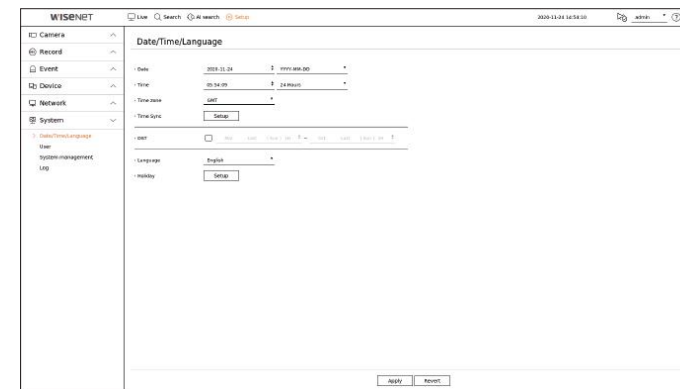 WISENET
Live Search AI search Setup
2020-11-24 14:54:10 admin
Camera
Record
Event
Device
Network
System
Date/Time/Language
User
System management
Log
Date/Time/Language
Date 2020-11-24 YYYY-MM-DD
Time 05:54:09 24 Hours
Time zone GMT
Time Sync Setup
DST
Language English
Holiday Setup
Apply Revert